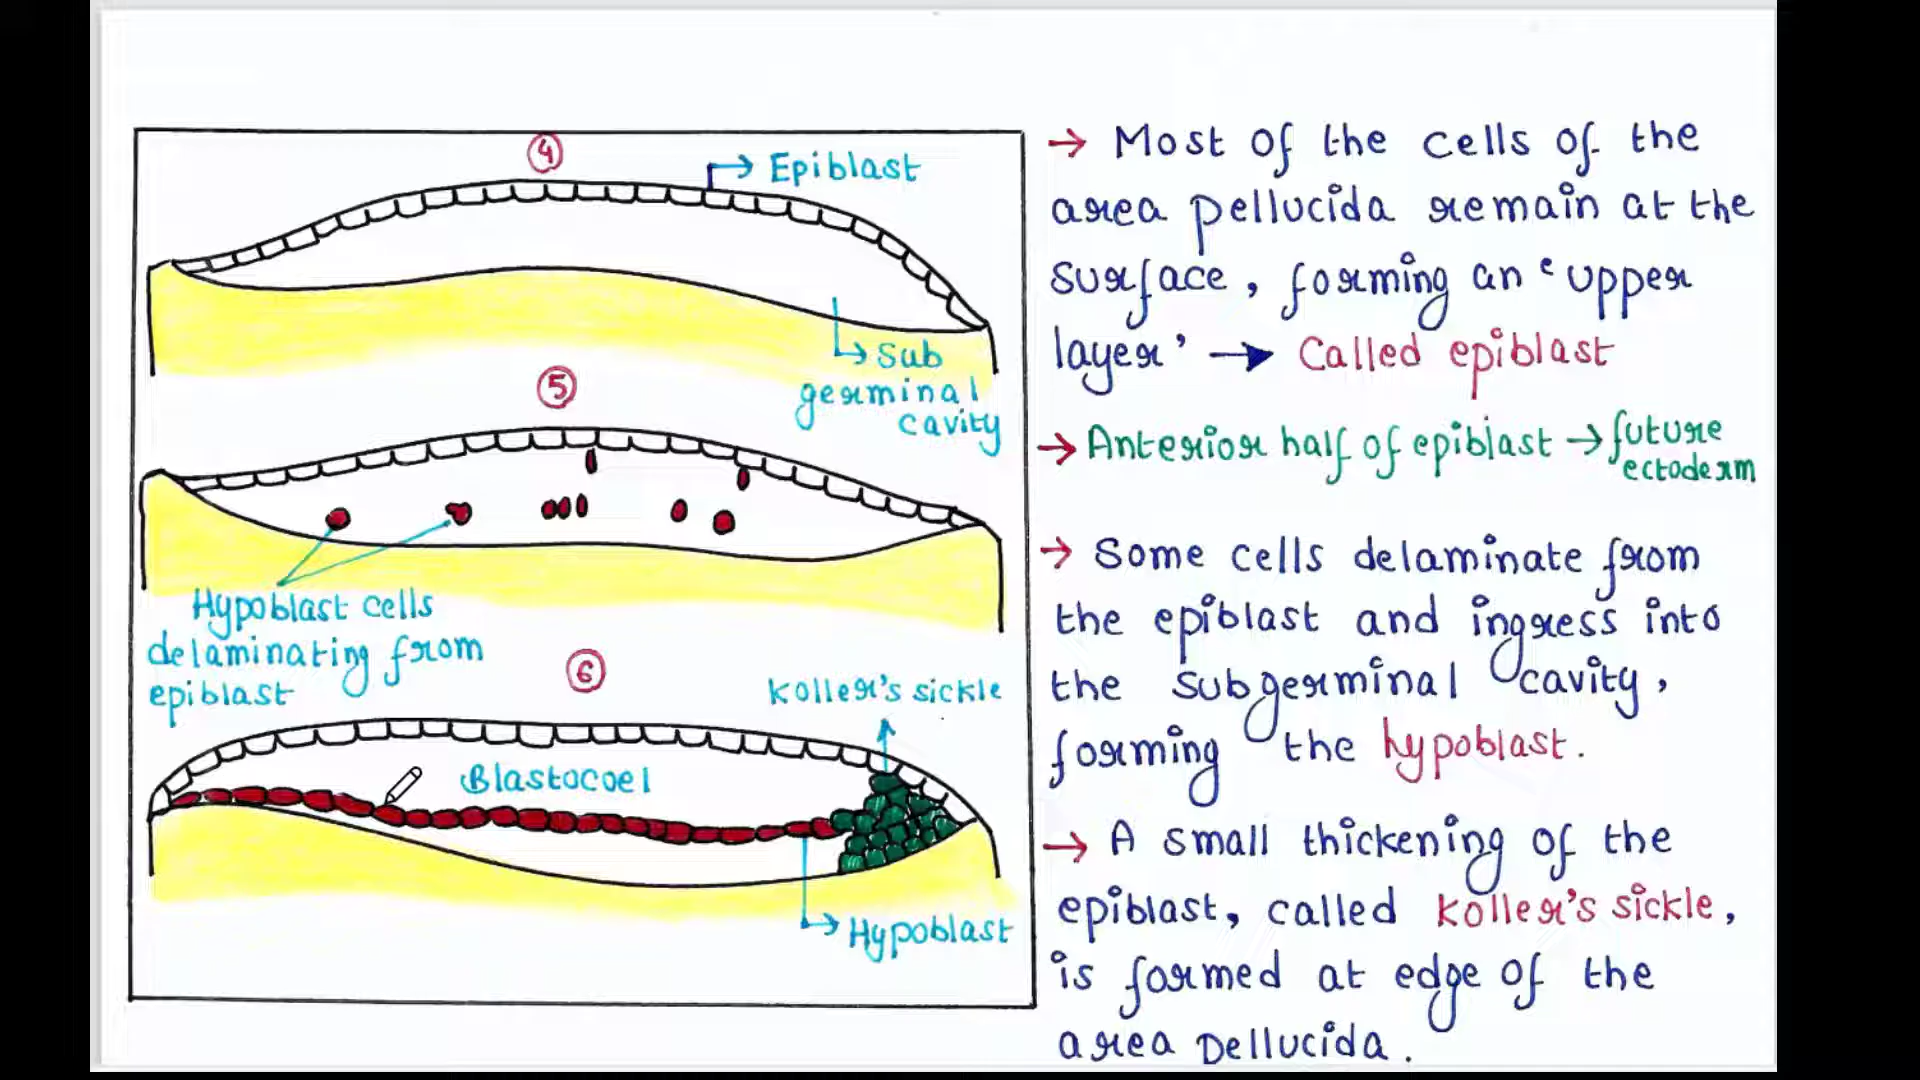 ④
Epiblast
Sub
germinal
cavity
⑤
Hypoblast cells
delaminating from
epiblast
⑥
Koller's sickle
Blastocoel
Hypoblast
→ Most of the cells of the
area pellucida remain at the
surface, forming an 'upper
layer' → Called epiblast
→ Anterior half of epiblast → future
ectoderm
→ Some cells delaminate from
the epiblast and ingress into
the subgerminal cavity,
forming the hypoblast.
→ A small thickening of the
epiblast, called Koller's sickle,
is formed at edge of the
area pellucida.